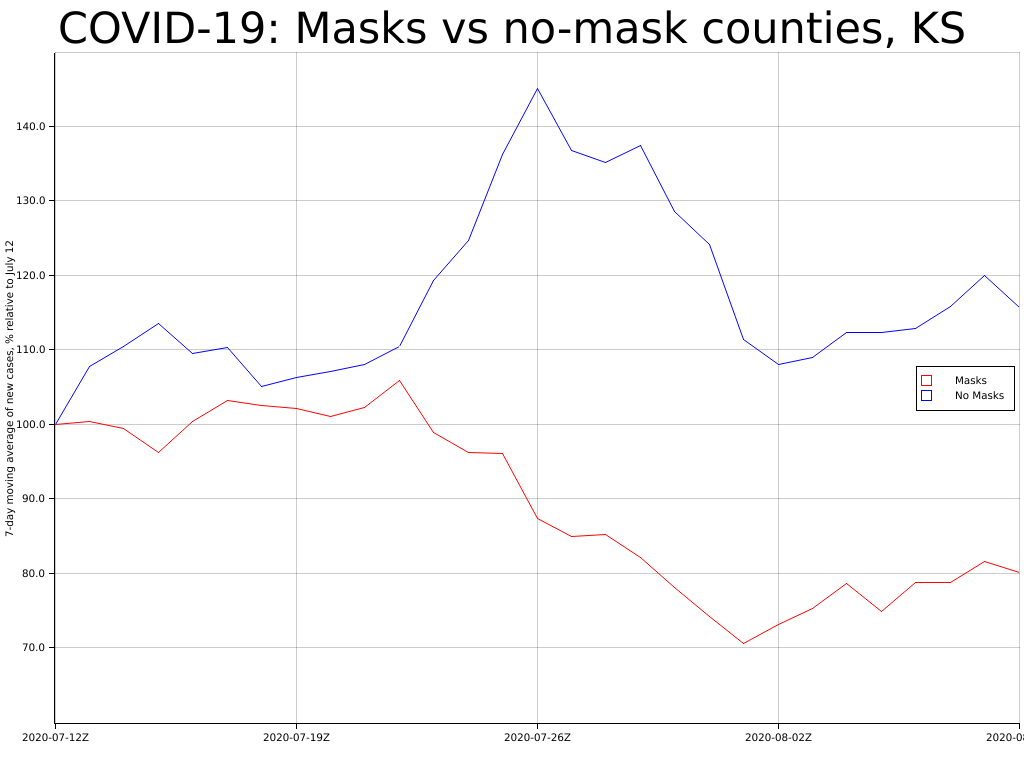 COVID-19: Masks vs no-mask counties, KS
7-day moving average of new cases, % relative to July 12
140.0
130.0
120.0
110.0
100.0
90.0
80.0
70.0
Masks
No Masks
2020-07-12Z
2020-07-19Z
2020-07-26Z
2020-08-02Z
2020-08